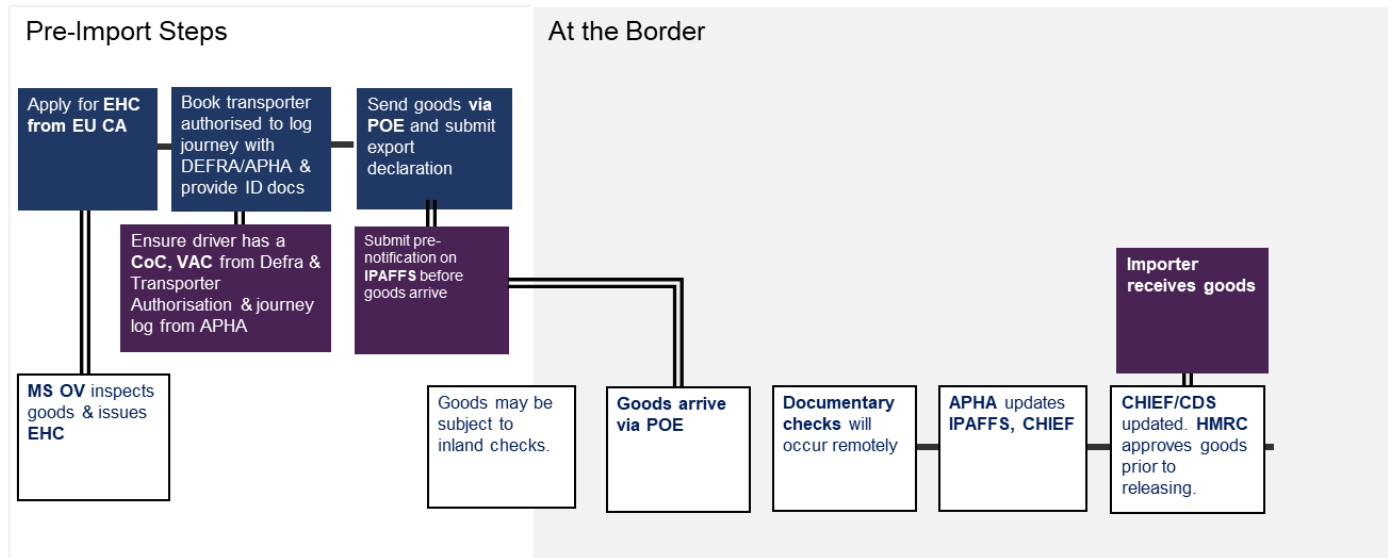 Pre-Import Steps
At the Border
Apply for EHC
from EU CA
Book transporter
authorised to log
journey with
DEFRA/APHA &
provide ID docs
Send goods via
POE and submit
export
declaration
Ensure driver has a
CoC, VAC from Defra &
Transporter
Authorisation & journey
log from APHA
Submit pre-
notification on
IPAFFS before
goods arrive
Importer
receives goods
MS OV inspects
goods & issues
EHC
Goods may be
subject to
inland checks.
Goods arrive
via POE
Documentary
checks will
occur remotely
APHA updates
IPAFFS, CHIEF
CHIEF/CDS
updated. HMRC
approves goods
prior to
releasing.